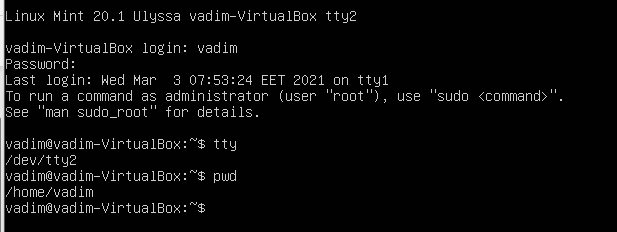 Linux Mint 20.1 Ulyssa vadim-VirtualBox tty2
vadim-VirtualBox login: vadim
Password:
Last login: Wed Mar  3 07:53:24 EET 2021 on tty1
To run a command as administrator (user "root"), use "sudo <command>".
See "man sudo_root" for details.
vadim@vadim-VirtualBox:~$ tty
/dev/tty2
vadim@vadim-VirtualBox:~$ pwd
/home/vadim
vadim@vadim-VirtualBox:~$